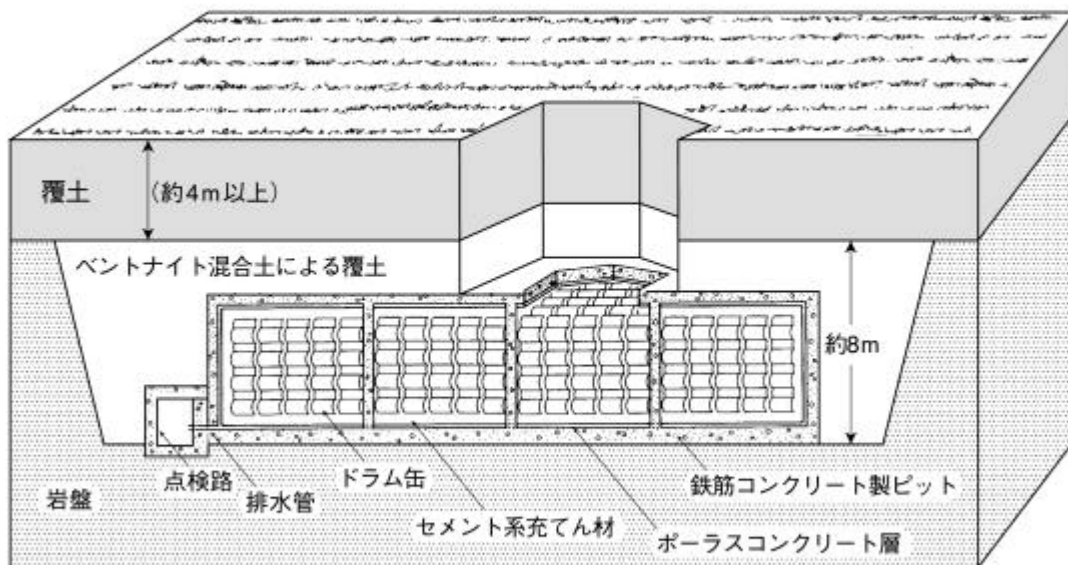 覆土
(約4m以上)
ベントナイト混合土による覆土
約8m
点検路
排水管
ドラム缶
セメント系充てん材
鉄筋コンクリート製ピット
ポーラスコンクリート層
岩盤